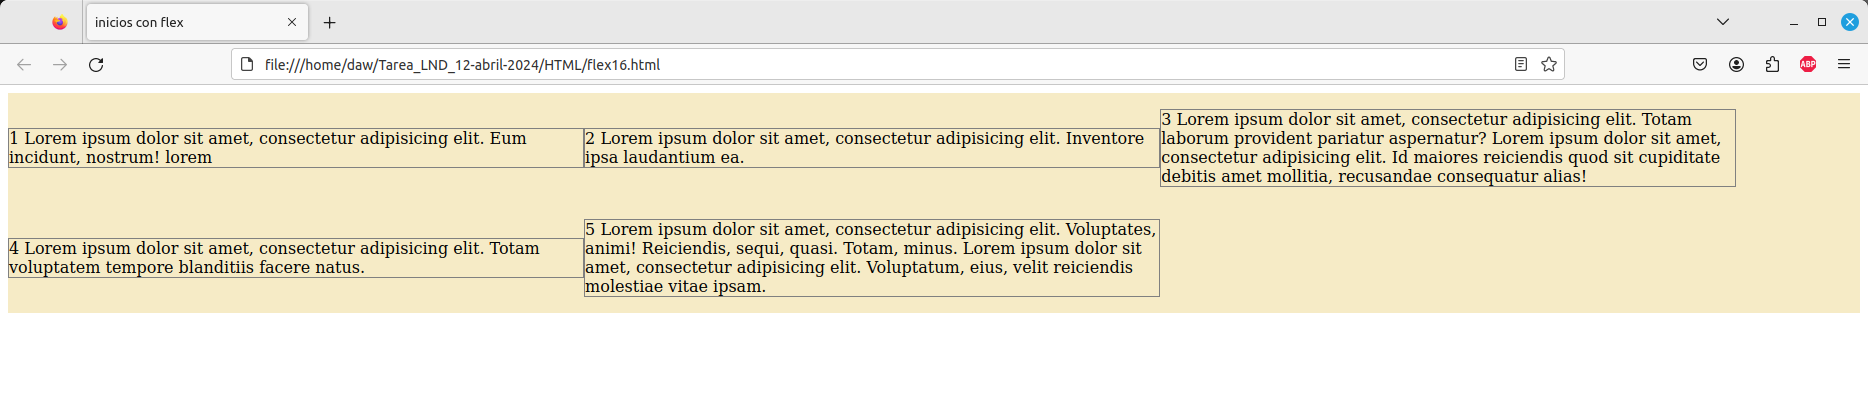 inicios con flex
file:///home/daw/Tarea_LND_12-abril-2024/HTML/flex16.html
ABP
1 Lorem ipsum dolor sit amet, consectetur adipisicing elit. Eum
incidunt, nostrum! lorem
2 Lorem ipsum dolor sit amet, consectetur adipisicing elit. Inventore
ipsa laudantium ea.
3 Lorem ipsum dolor sit amet, consectetur adipisicing elit. Totam
laborum provident pariatur aspernatur? Lorem ipsum dolor sit amet,
consectetur adipisicing elit. Id maiores reiciendis quod sit cupiditate
debitis amet mollitia, recusandae consequatur alias!
4 Lorem ipsum dolor sit amet, consectetur adipisicing elit. Totam
voluptatem tempore blanditiis facere natus.
5 Lorem ipsum dolor sit amet, consectetur adipisicing elit. Voluptates,
animi! Reiciendis, sequi, quasi. Totam, minus. Lorem ipsum dolor sit
amet, consectetur adipisicing elit. Voluptatum, eius, velit reiciendis
molestiae vitae ipsam.